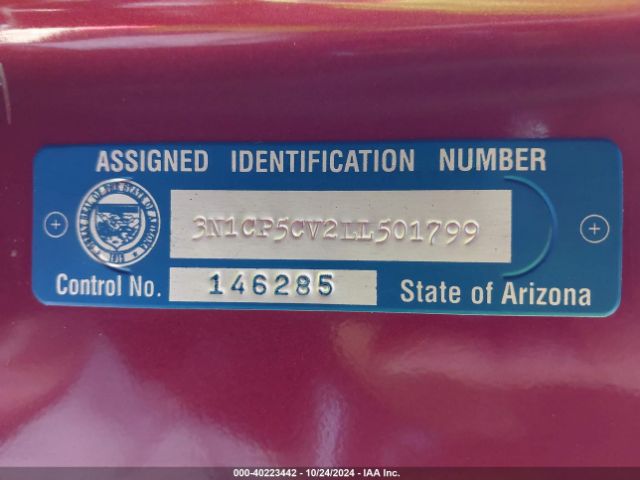 ASSIGNED IDENTIFICATION NUMBER
3N1CP5CV2LL501799
Control No. 146285 State of Arizona
000-40223442 - 10/24/2024 - IAA Inc.